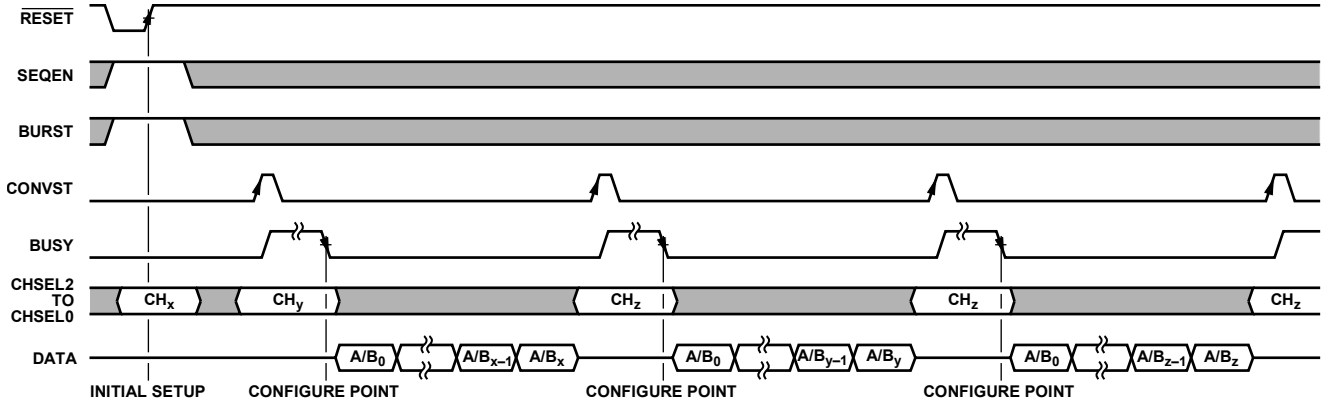 RESET
SEQEN
BURST
CONVST
BUSY
CHSEL2
TO
CHSEL0
CHx CHy CHz CHz CHz
DATA
A/B0 A/Bx–1 A/Bx A/B0 A/By–1 A/By A/B0 A/Bz–1 A/Bz
INITIAL SETUP CONFIGURE POINT CONFIGURE POINT CONFIGURE POINT